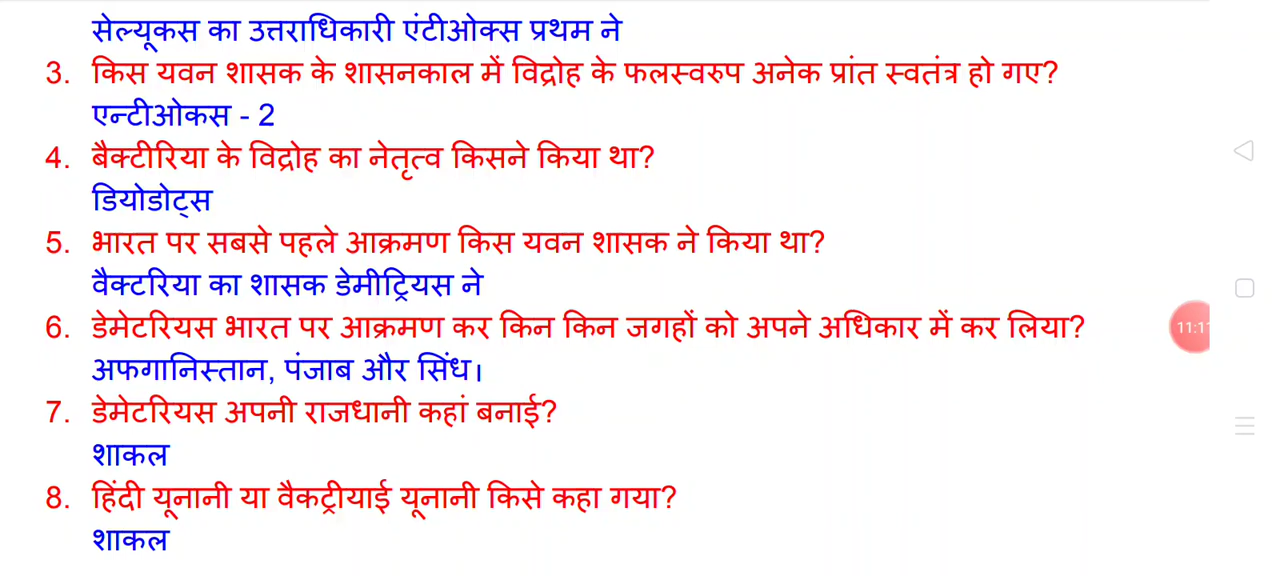 सेल्यूकस का उत्तराधिकारी एंटीओक्स प्रथम ने
3. किस यवन शासक के शासनकाल में विद्रोह के फलस्वरुप अनेक प्रांत स्वतंत्र हो गए?
एन्टीओकस - 2
4. बैक्टीरिया के विद्रोह का नेतृत्व किसने किया था?
डियोडोट्स
5. भारत पर सबसे पहले आक्रमण किस यवन शासक ने किया था?
वैक्टरिया का शासक डेमीट्रियस ने
6. डेमेटरियस भारत पर आक्रमण कर किन किन जगहों को अपने अधिकार में कर लिया?
अफगानिस्तान, पंजाब और सिंध।
7. डेमेटरियस अपनी राजधानी कहां बनाई?
शाकल
8. हिंदी यूनानी या वैकट्रीयाई यूनानी किसे कहा गया?
शाकल